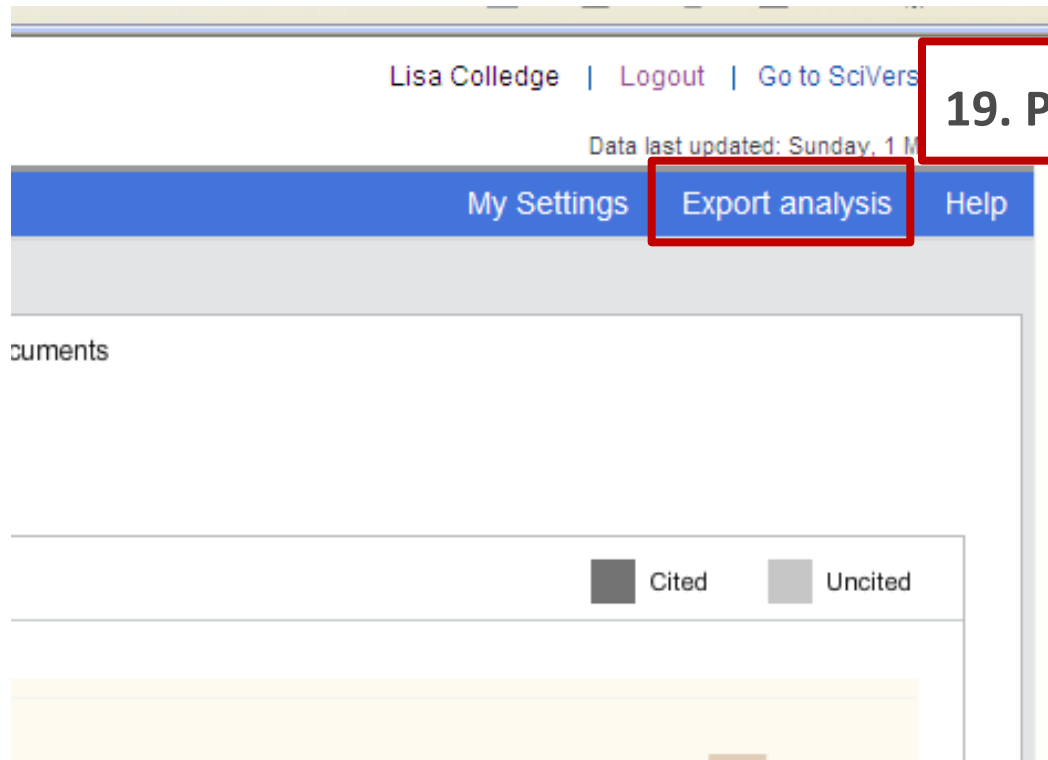 Lisa Colledge | Logout | Go to SciVers
19. P
Data last updated: Sunday, 1 M
My Settings Export analysis Help
cuments
Cited Uncited